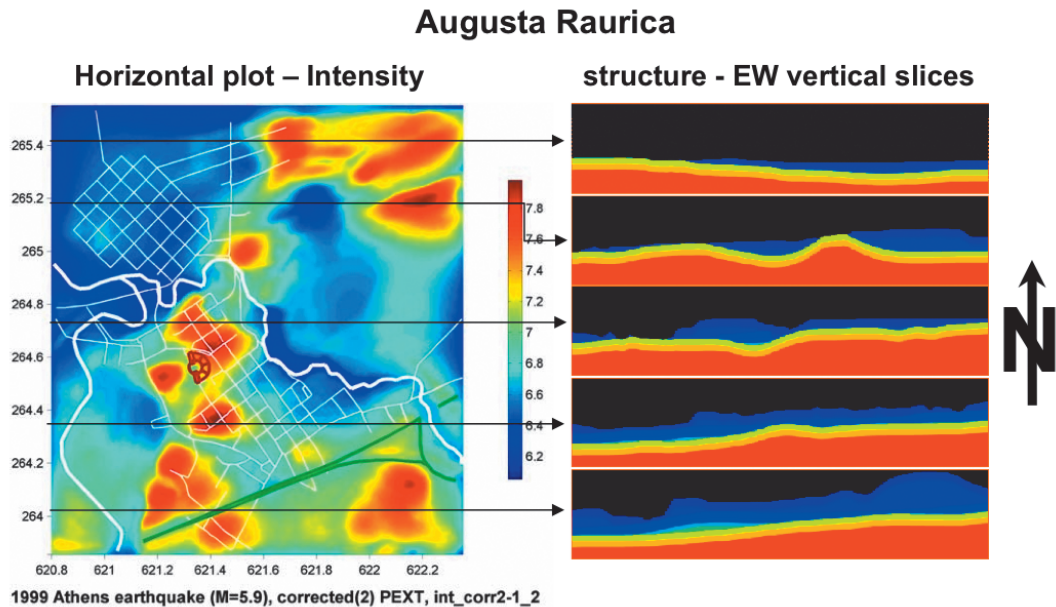 Augusta Raurica
Horizontal plot – Intensity
structure - EW vertical slices
265.4
265.2
265
264.8
264.6
264.4
264.2
264
620.8 621 621.2 621.4 621.6 621.8 622 622.2
7.8
7.6
7.4
7.2
7
6.8
6.6
6.4
6.2
N
1999 Athens earthquake (M=5.9), corrected(2) PEXT, int_corr2-1_2